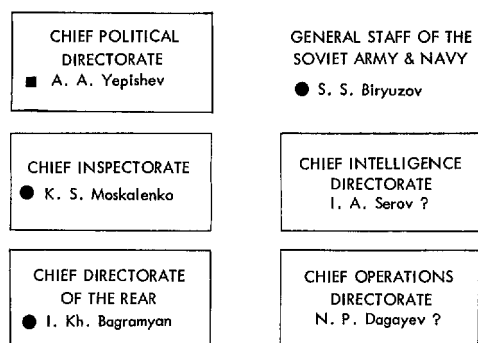 CHIEF POLITICAL
DIRECTORATE
■ A. A. Yepishev
GENERAL STAFF OF THE
SOVIET ARMY & NAVY
● S. S. Biryuzov
CHIEF INSPECTORATE
● K. S. Moskalenko
CHIEF INTELLIGENCE
DIRECTORATE
I. A. Serov ?
CHIEF DIRECTORATE
OF THE REAR
● I. Kh. Bagramyan
CHIEF OPERATIONS
DIRECTORATE
N. P. Dagayev ?